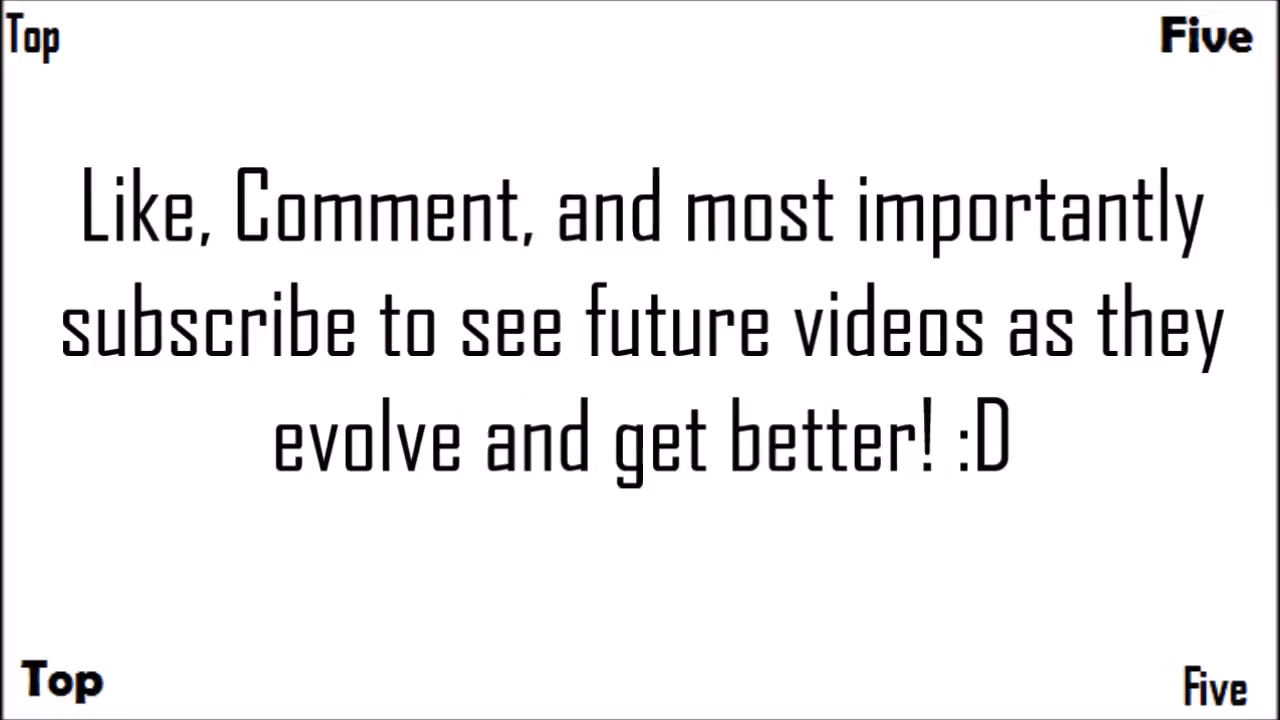 Top Five
Like, Comment, and most importantly
subscribe to see future videos as they
evolve and get better! :D
Top Five